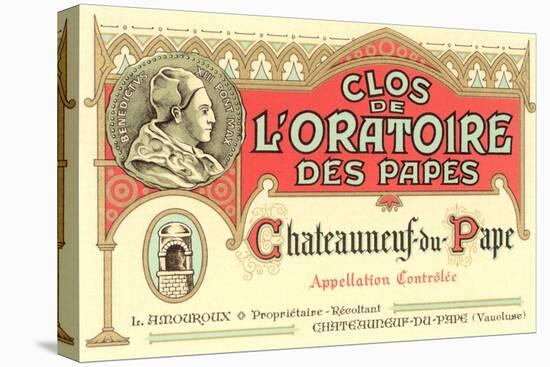 BENEDICTVS XII PONT MAX
CLOS
DE
L'ORATOIRE
DES PAPES
Chateauneuf-du-Pape
Appellation Contrôlée
L. AMOUROUX Propriétaire-Récoltant
CHATEAUNEUF-DU-PAPE (Vaucluse)